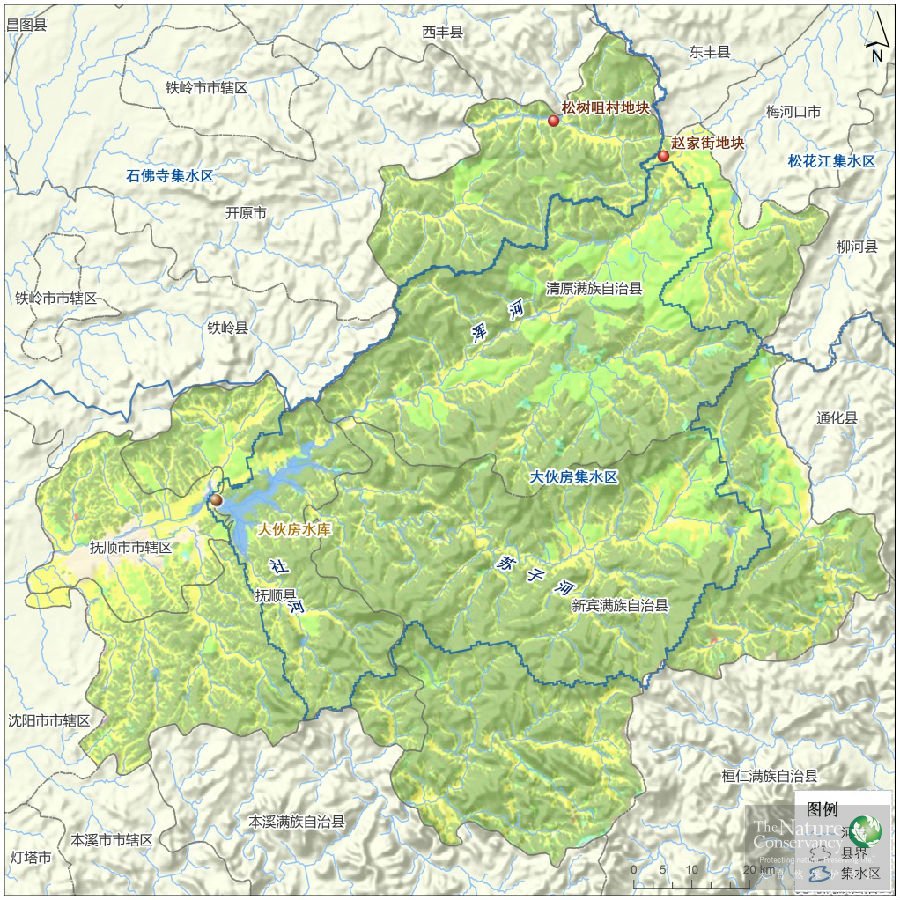 昌图县
西丰县
东丰县
N
铁岭市市辖区
松树咀村地块
梅河口市
赵家街地块
石佛寺集水区
松花江集水区
开原市
柳河县
清原满族自治县
铁岭市市辖区
浑河
铁岭县
通化县
大伙房集水区
大伙房水库
抚顺市市辖区
社河
苏子河
抚顺县
新宾满族自治县
沈阳市市辖区
桓仁满族自治县
图例
本溪满族自治县
The Nature
Conservancy
本溪市市辖区
县界
灯塔市
Protecting nature. Preserving life.
0 5 10 20 km
集水区